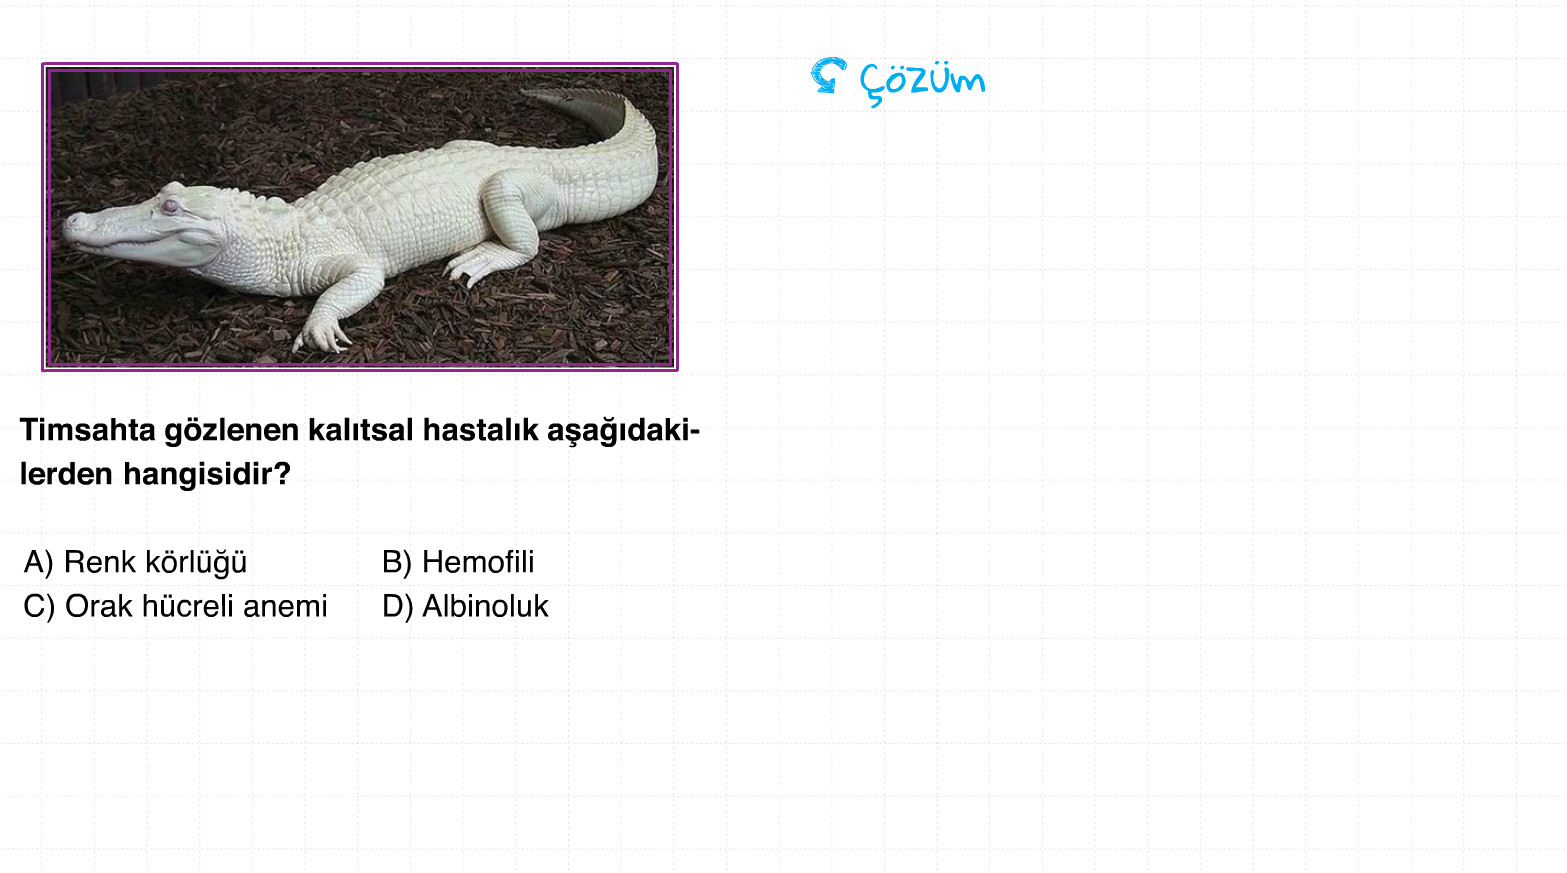 Çözüm
Timsahta gözlenen kalıtsal hastalık aşağıdaki-
lerden hangisidir?
A) Renk körlüğü B) Hemofili
C) Orak hücreli anemi D) Albinoluk